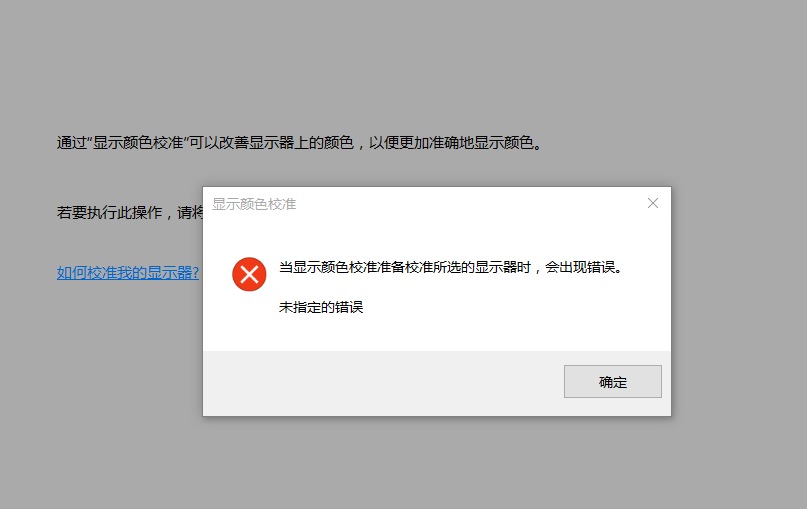 通过“显示颜色校准”可以改善显示器上的颜色，以便更加准确地显示颜色。
若要执行此操作，请将
显示颜色校准
如何校准我的显示器?
当显示颜色校准准备校准所选的显示器时，会出现错误。
未指定的错误
确定